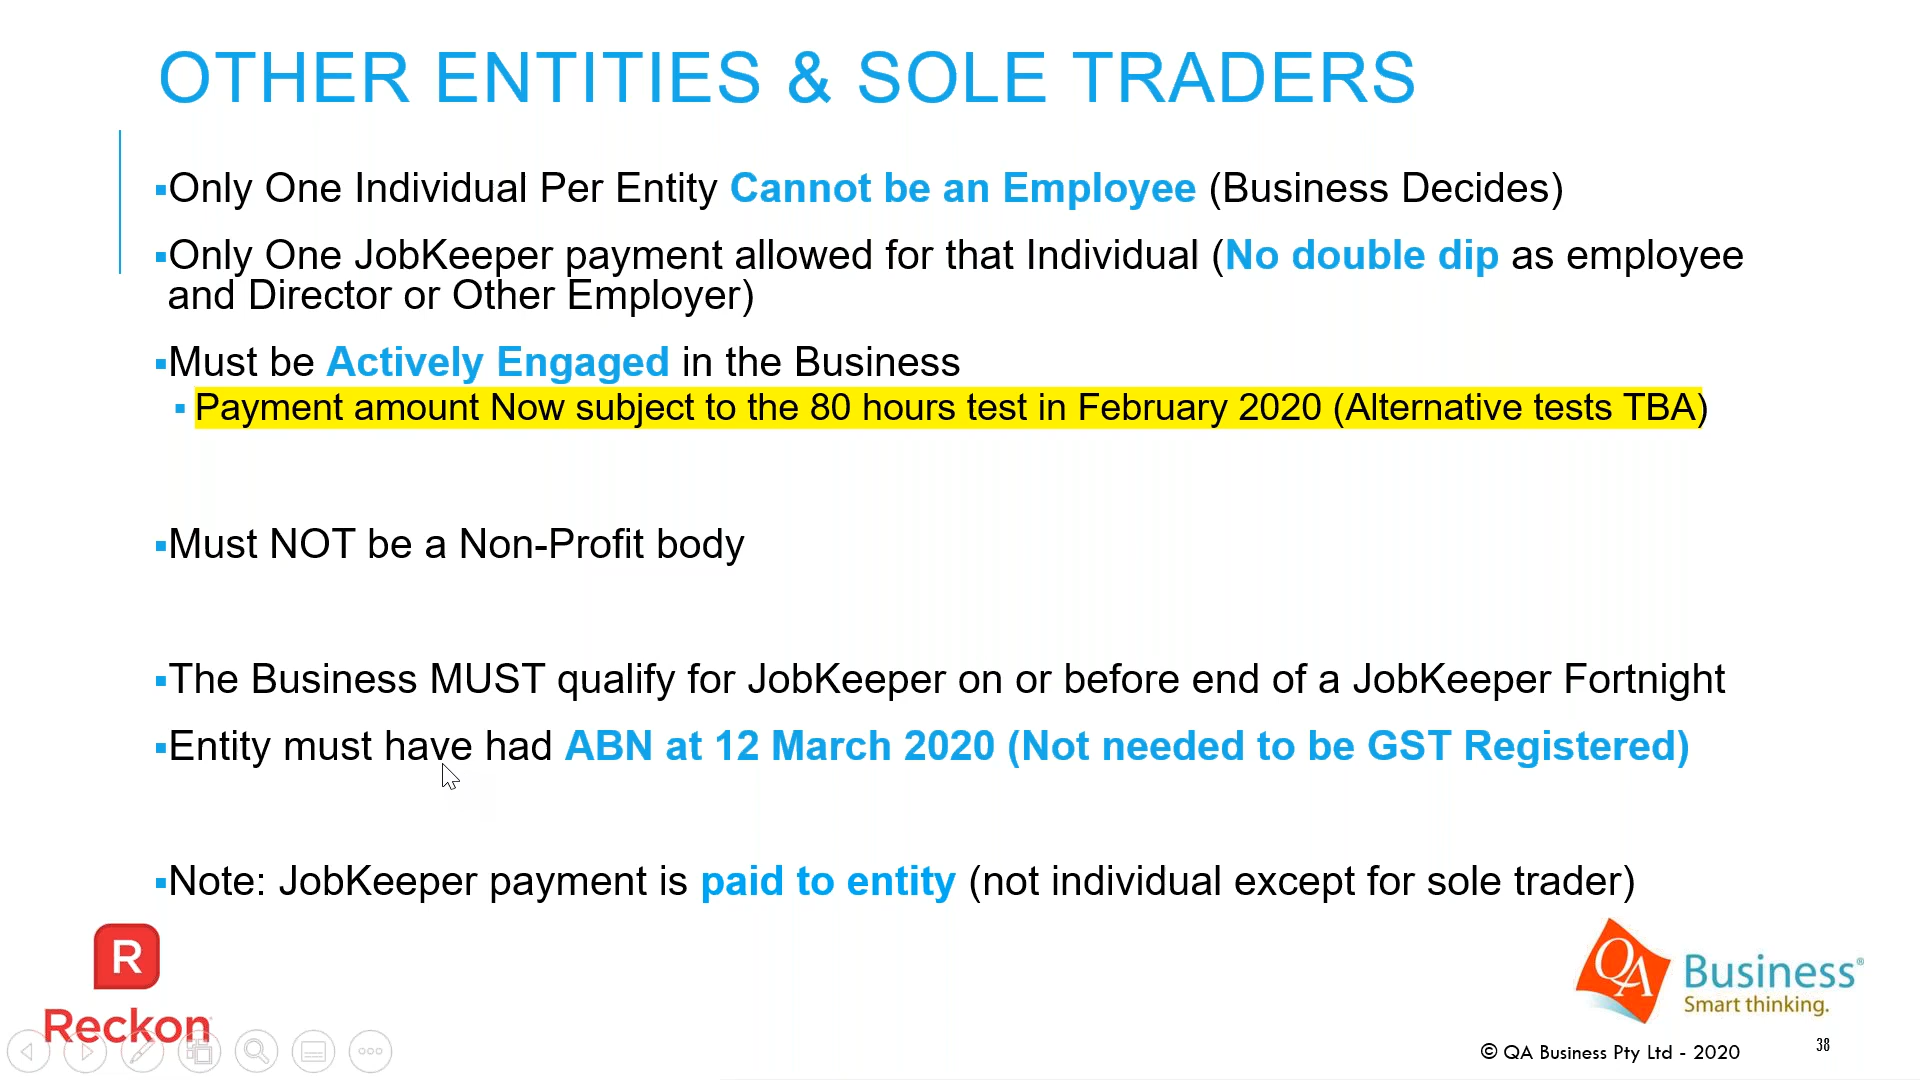 OTHER ENTITIES & SOLE TRADERS
▪Only One Individual Per Entity Cannot be an Employee (Business Decides)
▪Only One JobKeeper payment allowed for that Individual (No double dip as employee
and Director or Other Employer)
▪Must be Actively Engaged in the Business
▪ Payment amount Now subject to the 80 hours test in February 2020 (Alternative tests TBA)
▪Must NOT be a Non-Profit body
▪The Business MUST qualify for JobKeeper on or before end of a JobKeeper Fortnight
▪Entity must have had ABN at 12 March 2020 (Not needed to be GST Registered)
▪Note: JobKeeper payment is paid to entity (not individual except for sole trader)
R
Reckon
QA Business®
Smart thinking.
© QA Business Pty Ltd - 2020
38